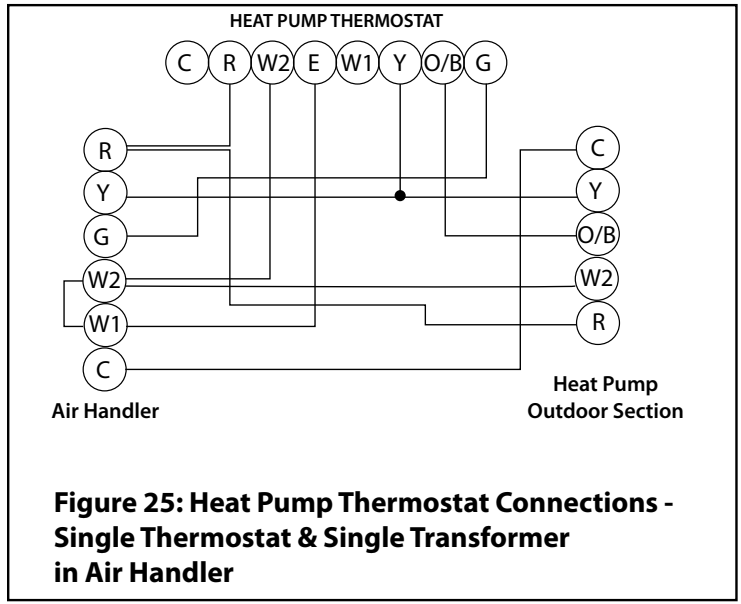 HEAT PUMP THERMOSTAT
C R W2 E W1 Y O/B G
R C
Y Y
G O/B
W2 W2
W1 R
C
Heat Pump
Air Handler Outdoor Section
Figure 25: Heat Pump Thermostat Connections -
Single Thermostat & Single Transformer
in Air Handler